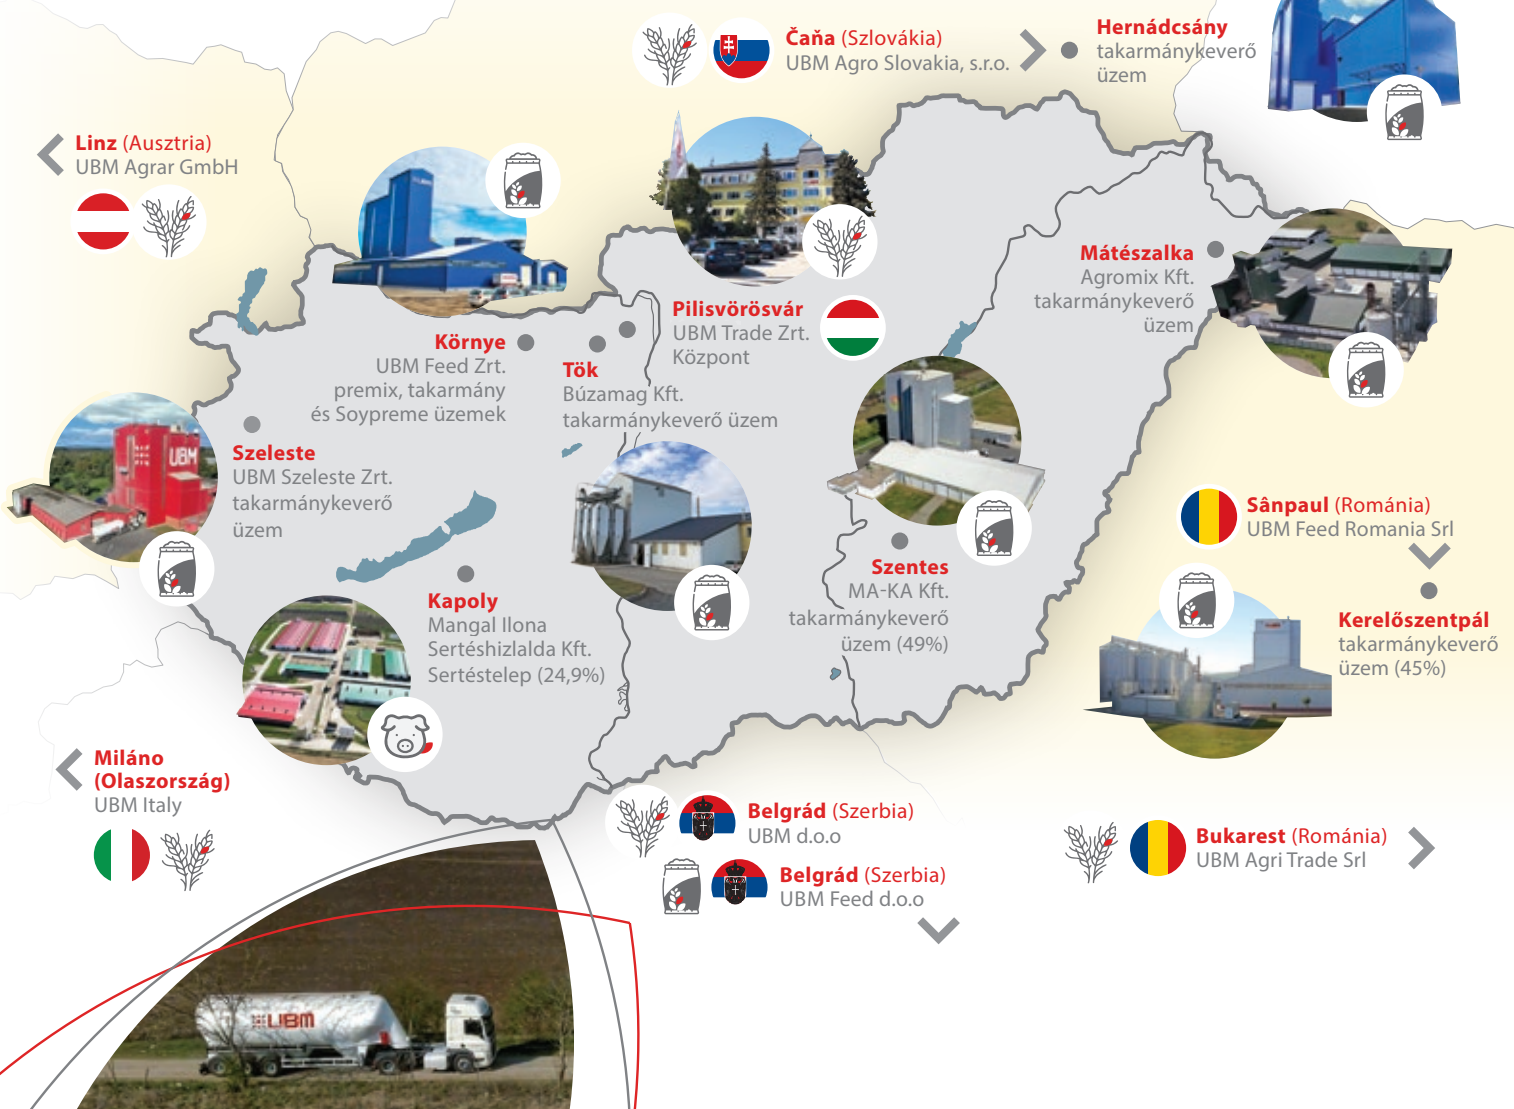 Čaňa (Szlovákia)
UBM Agro Slovakia, s.r.o.
Hernádcsány
takarmánykeverő
üzem
Linz (Ausztria)
UBM Agrar GmbH
Mátészalka
Agromix Kft.
takarmánykeverő
üzem
Pilisvörösvár
UBM Trade Zrt.
Központ
Környe
UBM Feed Zrt.
premix, takarmány
és Soypreme üzemek
Tök
Búzamag Kft.
takarmánykeverő üzem
UBM
Szeleste
UBM Szeleste Zrt.
takarmánykeverő
üzem
Sânpaul (Románia)
UBM Feed Romania Srl
Szentes
MA-KA Kft.
takarmánykeverő
üzem (49%)
Kapoly
Mangal Ilona
Sertéshizlalda Kft.
Sertéstelep (24,9%)
Kerelőszentpál
takarmánykeverő
üzem (45%)
Miláno
(Olaszország)
UBM Italy
Belgrád (Szerbia)
UBM d.o.o
Belgrád (Szerbia)
UBM Feed d.o.o
Bukarest (Románia)
UBM Agri Trade Srl
UBM